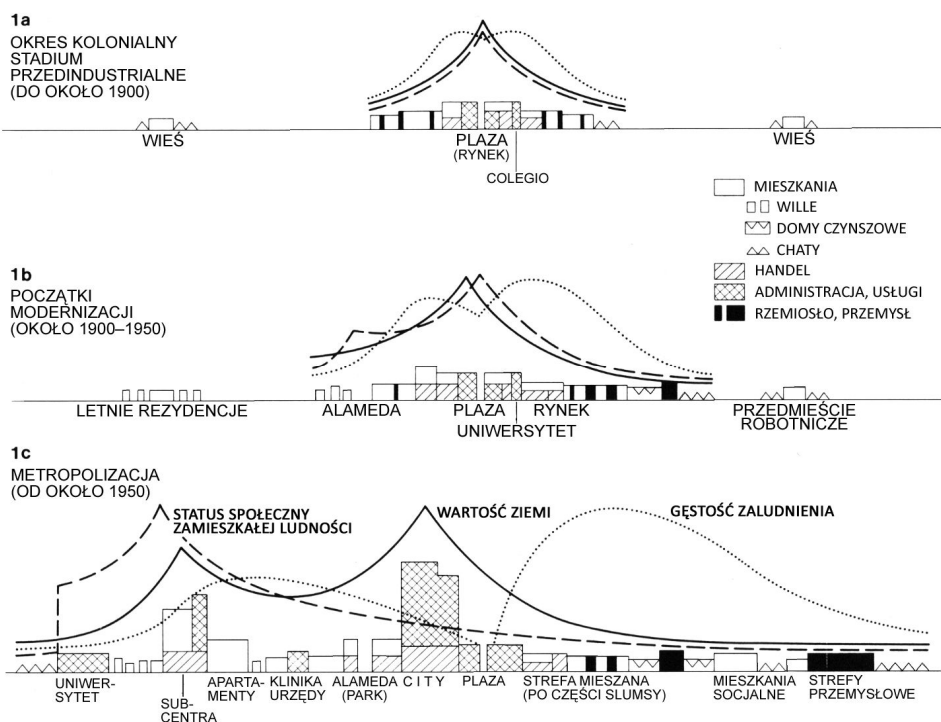 1a
OKRES KOLONIALNY
STADIUM
PRZEDINDUSTRIALNE
(DO OKOŁO 1900)
WIEŚ
PLAZA
(RYNEK)
WIEŚ
COLEGIO
MIESZKANIA
WILLE
DOMY CZYNSZOWE
CHATY
HANDEL
ADMINISTRACJA, USŁUGI
RZEMIOSŁO, PRZEMYSŁ
1b
POCZĄTKI
MODERNIZACJI
(OKOŁO 1900–1950)
LETNIE REZYDENCJE
ALAMEDA
PLAZA
RYNEK
UNIWERSYTET
PRZEDMIEŚCIE
ROBOTNICZE
1c
METROPOLIZACJA
(OD OKOŁO 1950)
STATUS SPOŁECZNY
ZAMIESZKAŁEJ LUDNOŚCI
WARTOŚĆ ZIEMI
GĘSTOŚĆ ZALUDNIENIA
UNIWER-
SYTET
SUB-
CENTRA
APARTA-
MENTY
KLINIKA
URZĘDY
ALAMEDA
(PARK)
CITY
PLAZA
STREFA MIESZANA
(PO CZĘŚCI SLUMSY)
MIESZKANIA
SOCJALNE
STREFY
PRZEMYSŁOWE